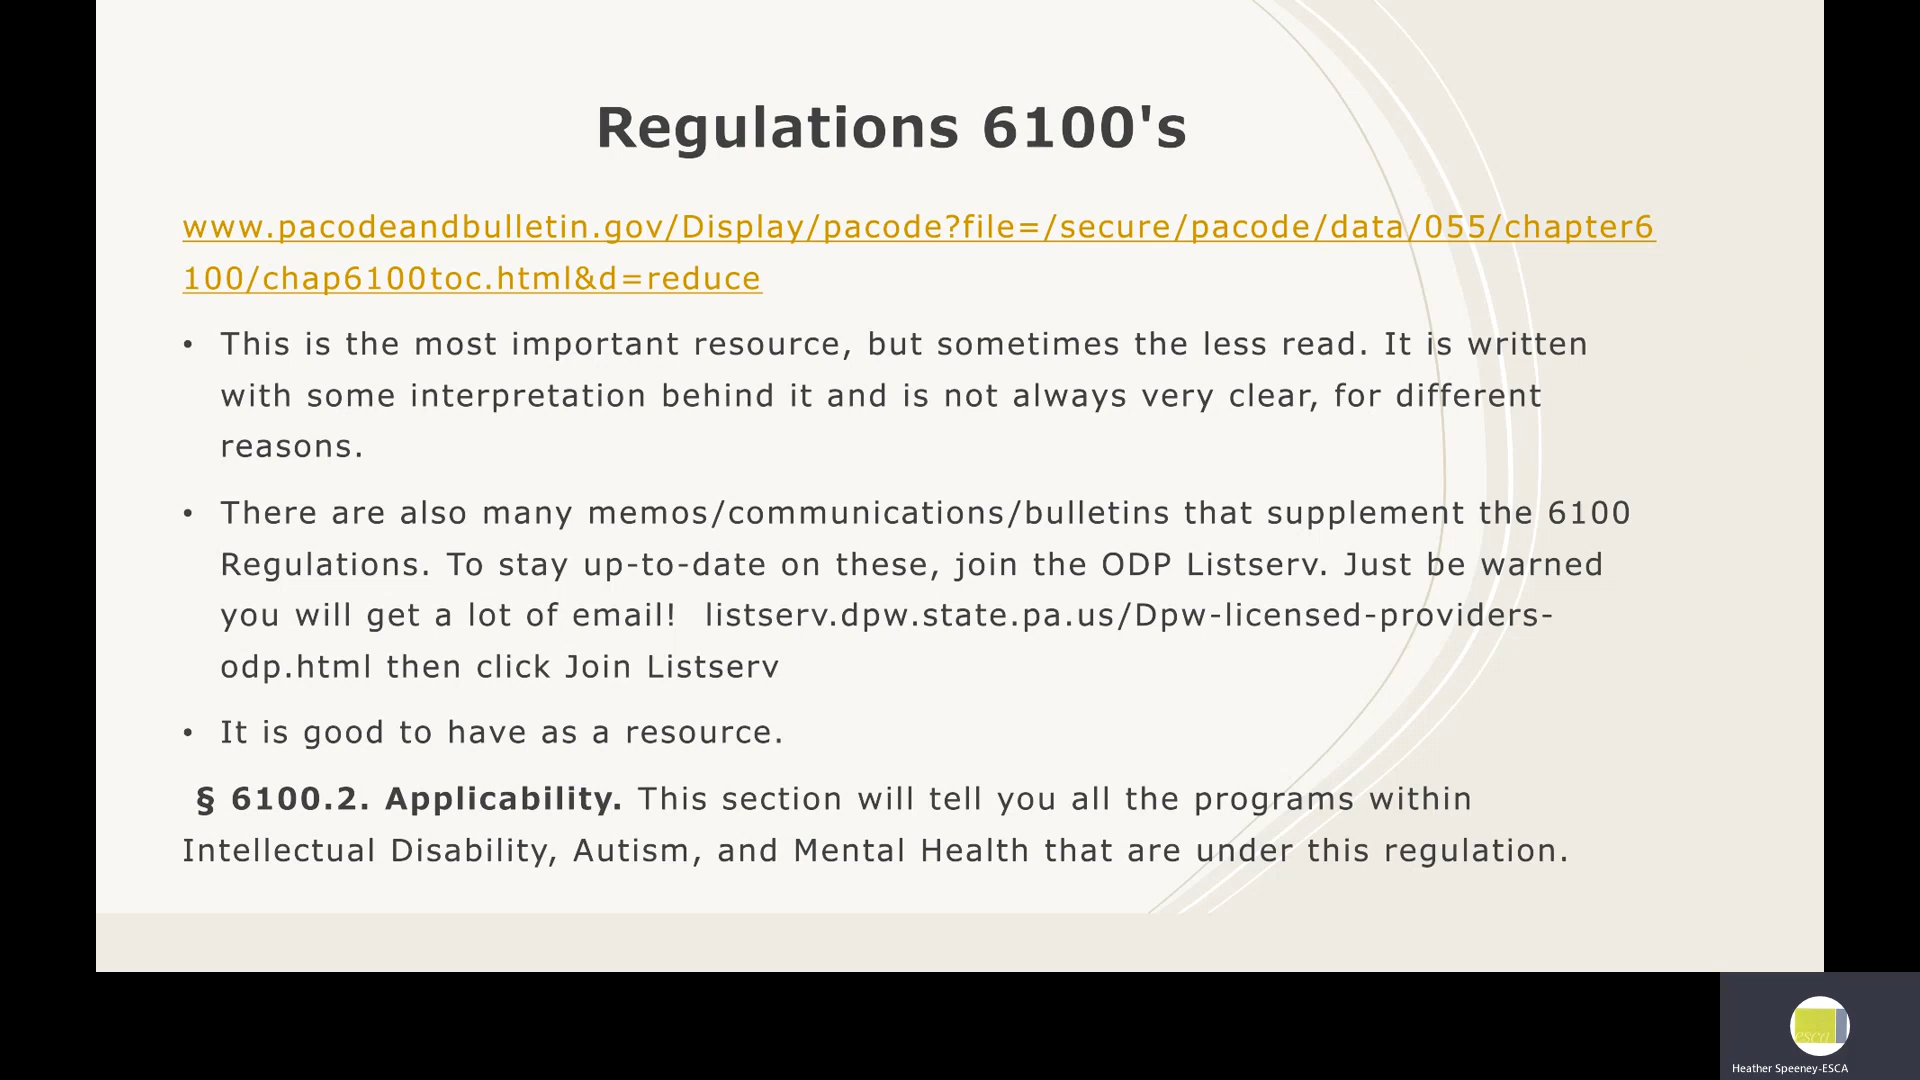 Regulations 6100's
www.pacodeandbulletin.gov/Display/pacode?file=/secure/pacode/data/055/chapter6
100/chap6100toc.html&d=reduce
• This is the most important resource, but sometimes the less read. It is written
with some interpretation behind it and is not always very clear, for different
reasons.
• There are also many memos/communications/bulletins that supplement the 6100
Regulations. To stay up-to-date on these, join the ODP Listserv. Just be warned
you will get a lot of email!  listserv.dpw.state.pa.us/Dpw-licensed-providers-
odp.html then click Join Listserv
• It is good to have as a resource.
§ 6100.2. Applicability. This section will tell you all the programs within
Intellectual Disability, Autism, and Mental Health that are under this regulation.
esca
Heather Speeney-ESCA